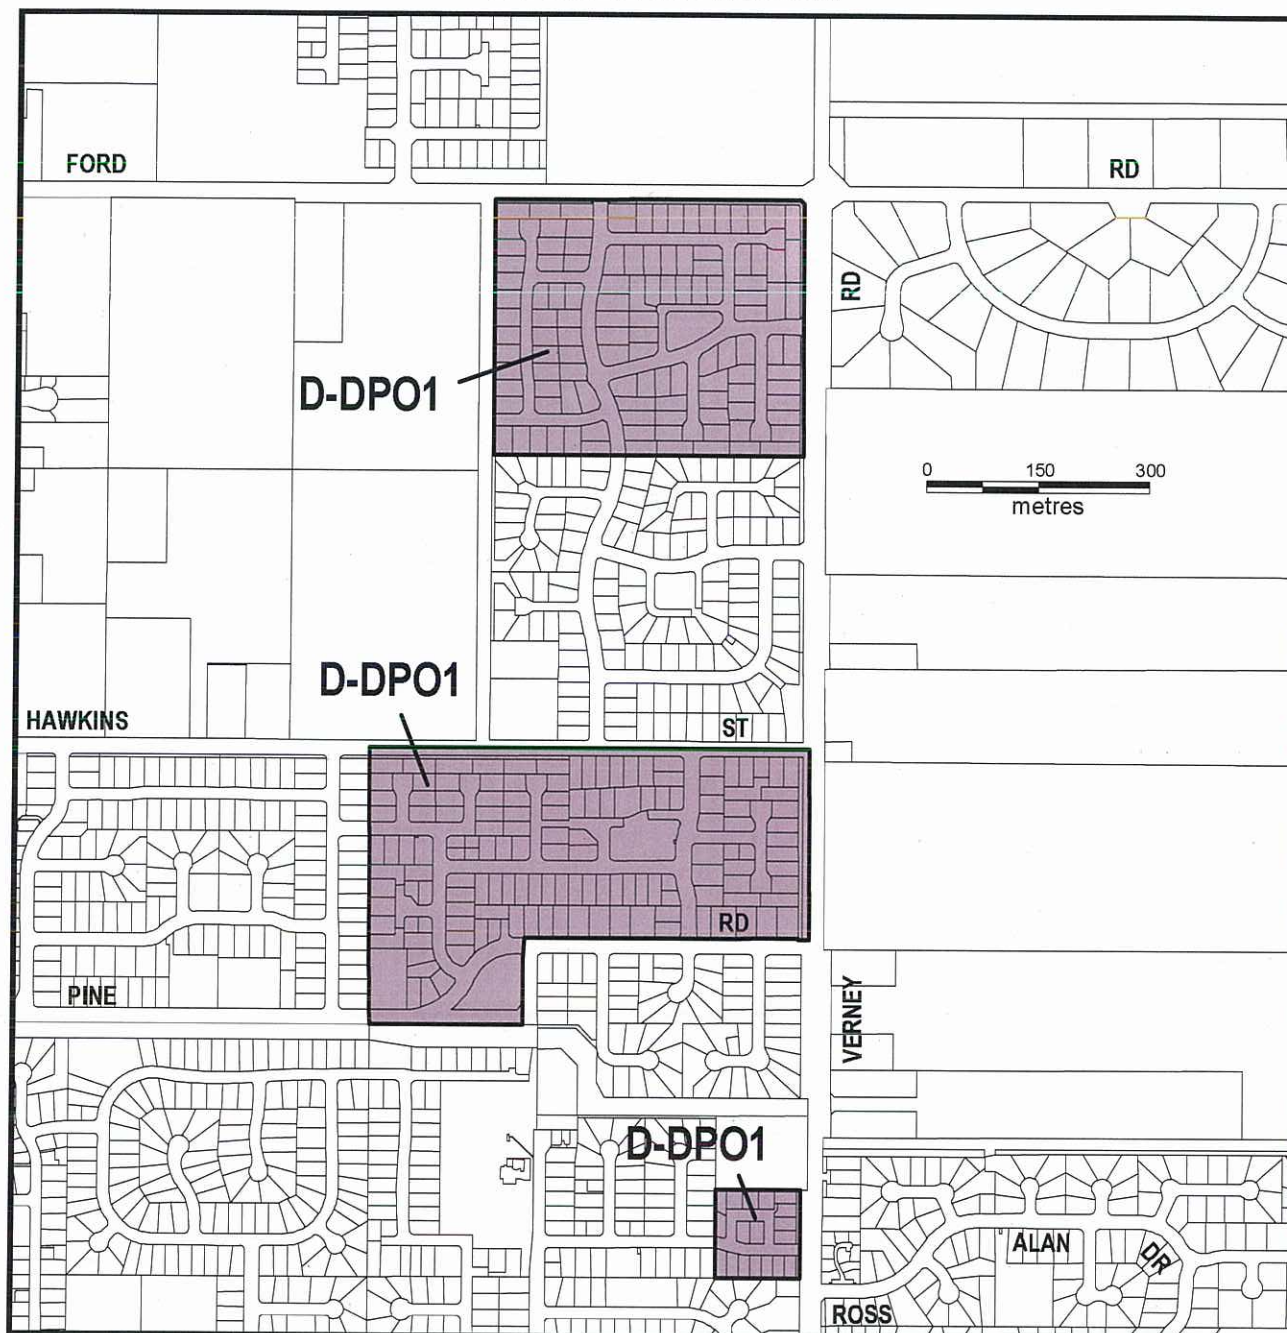 FORD RD
RD
D-DPO1
0 150 300
metres
D-DPO1
HAWKINS ST
RD
PINE
VERNEY
D-DPO1
ALAN DR
ROSS